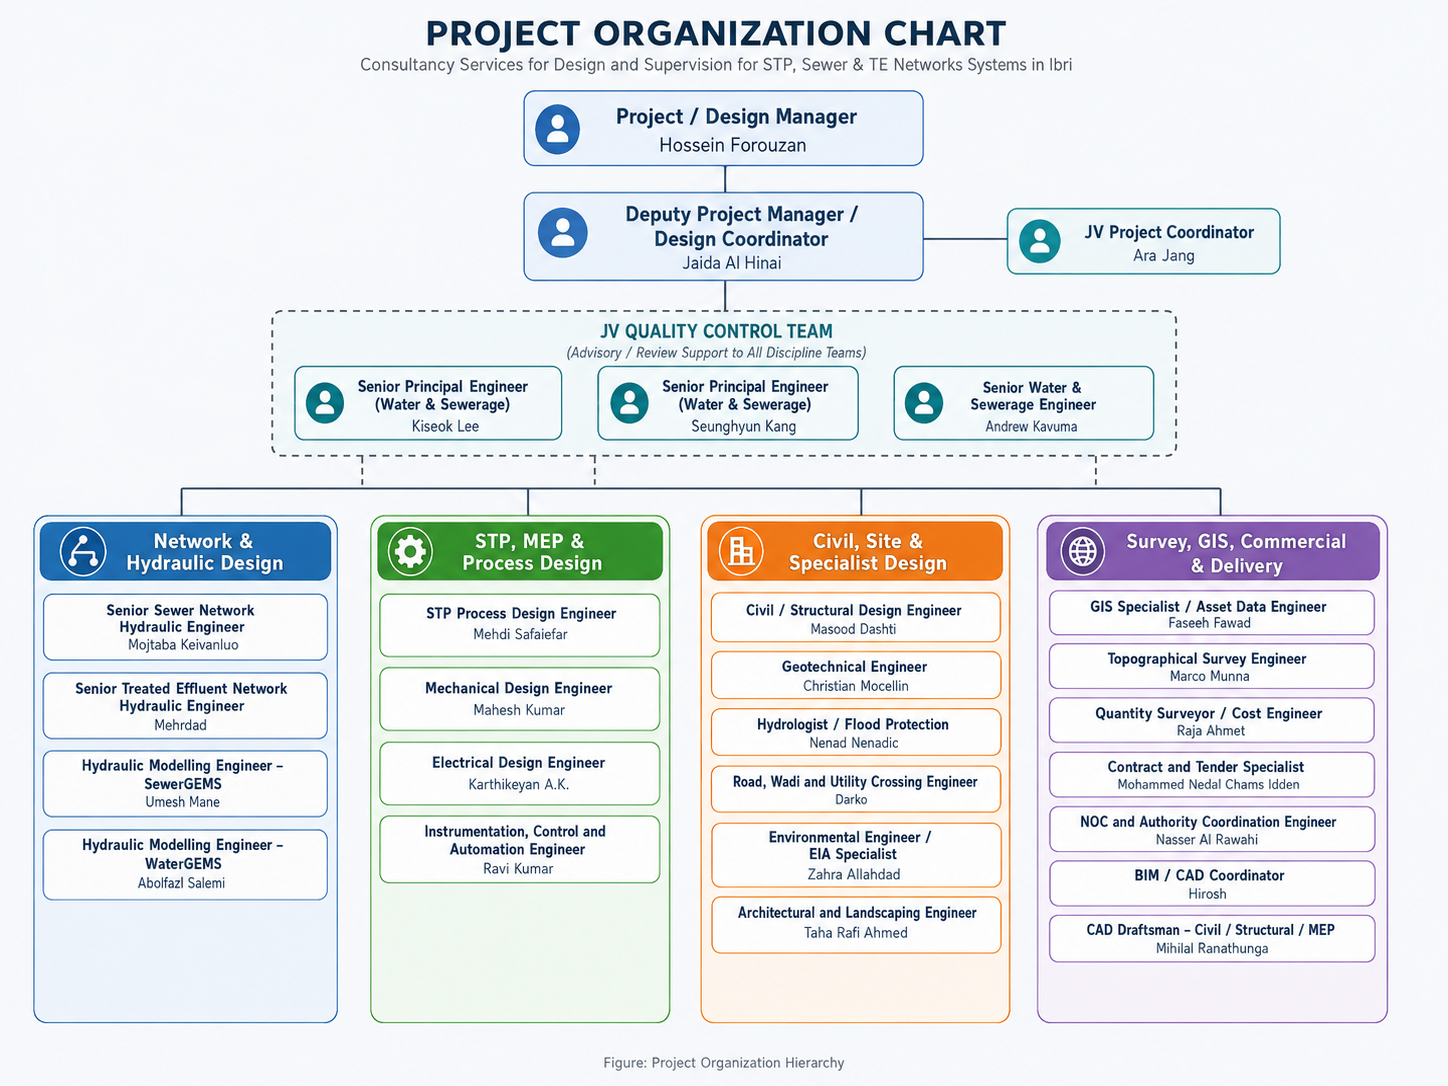 PROJECT ORGANIZATION CHART
Consultancy Services for Design and Supervision for STP, Sewer & TE Networks Systems in Ibri
Project / Design Manager
Hossein Forouzan
Deputy Project Manager /
Design Coordinator
Jaida Al Hinai
JV Project Coordinator
Ara Jang
JV QUALITY CONTROL TEAM
(Advisory / Review Support to All Discipline Teams)
Senior Principal Engineer
(Water & Sewerage)
Kiseok Lee
Senior Principal Engineer
(Water & Sewerage)
Seunghyun Kang
Senior Water &
Sewerage Engineer
Andrew Kavuma
Network &
Hydraulic Design
Senior Sewer Network
Hydraulic Engineer
Mojtaba Keivanluo
Senior Treated Effluent Network
Hydraulic Engineer
Mehrdad
Hydraulic Modelling Engineer –
SewerGEMS
Umesh Mane
Hydraulic Modelling Engineer –
WaterGEMS
Abolfazl Salemi
STP, MEP &
Process Design
STP Process Design Engineer
Mehdi Safaiefar
Mechanical Design Engineer
Mahesh Kumar
Electrical Design Engineer
Karthikeyan A.K.
Instrumentation, Control and
Automation Engineer
Ravi Kumar
Civil, Site &
Specialist Design
Civil / Structural Design Engineer
Masood Dashti
Geotechnical Engineer
Christian Mocellin
Hydrologist / Flood Protection
Nenad Nenadic
Road, Wadi and Utility Crossing Engineer
Darko
Environmental Engineer /
EIA Specialist
Zahra Allahdad
Architectural and Landscaping Engineer
Taha Rafi Ahmed
Survey, GIS, Commercial
& Delivery
GIS Specialist / Asset Data Engineer
Faseeh Fawad
Topographical Survey Engineer
Marco Munna
Quantity Surveyor / Cost Engineer
Raja Ahmet
Contract and Tender Specialist
Mohammed Nedal Chams Idden
NOC and Authority Coordination Engineer
Nasser Al Rawahi
BIM / CAD Coordinator
Hirosh
CAD Draftsman – Civil / Structural / MEP
Mihilal Ranathunga
Figure: Project Organization Hierarchy